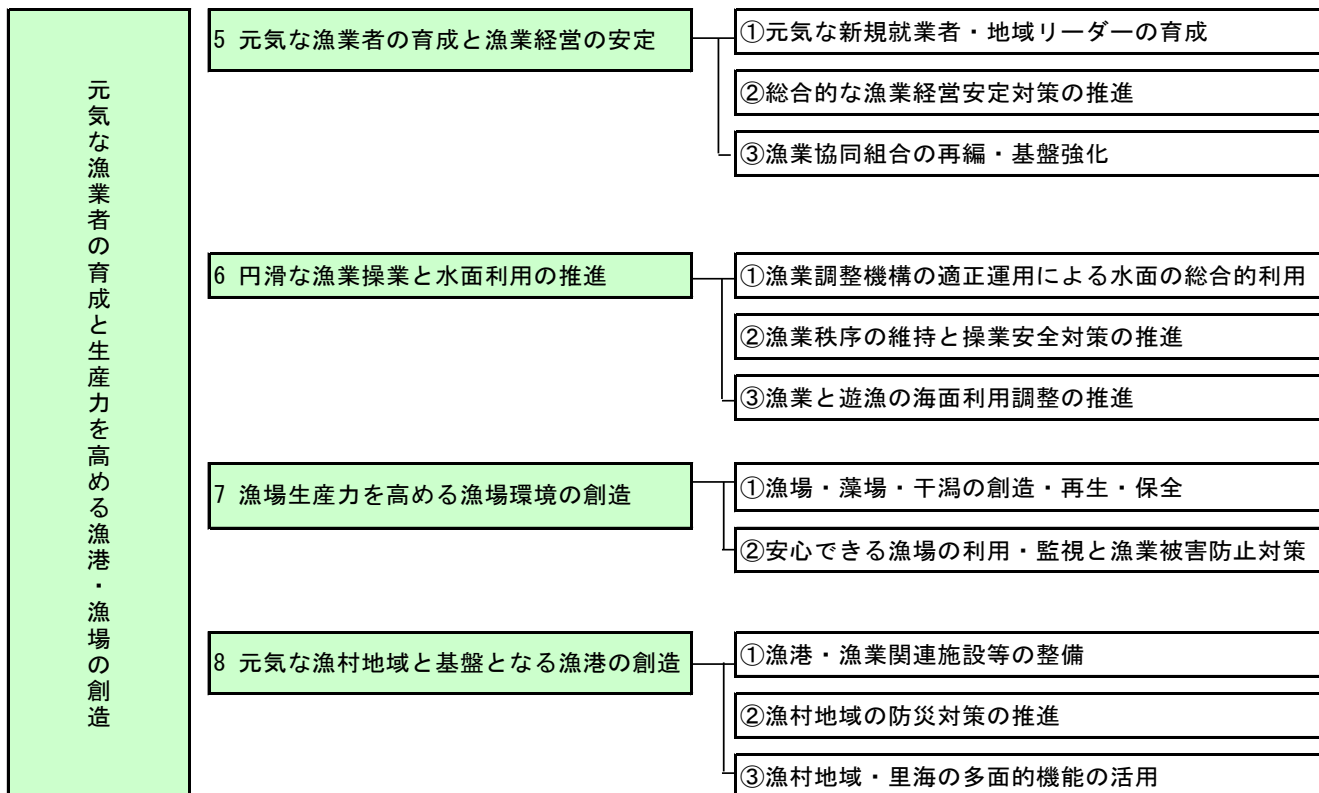 元気な漁業者の育成と生産力を高める漁港・漁場の創造
5 元気な漁業者の育成と漁業経営の安定
①元気な新規就業者・地域リーダーの育成
②総合的な漁業経営安定対策の推進
③漁業協同組合の再編・基盤強化
6 円滑な漁業操業と水面利用の推進
①漁業調整機構の適正運用による水面の総合的利用
②漁業秩序の維持と操業安全対策の推進
③漁業と遊漁の海面利用調整の推進
7 漁場生産力を高める漁場環境の創造
①漁場・藻場・干潟の創造・再生・保全
②安心できる漁場の利用・監視と漁業被害防止対策
8 元気な漁村地域と基盤となる漁港の創造
①漁港・漁業関連施設等の整備
②漁村地域の防災対策の推進
③漁村地域・里海の多面的機能の活用